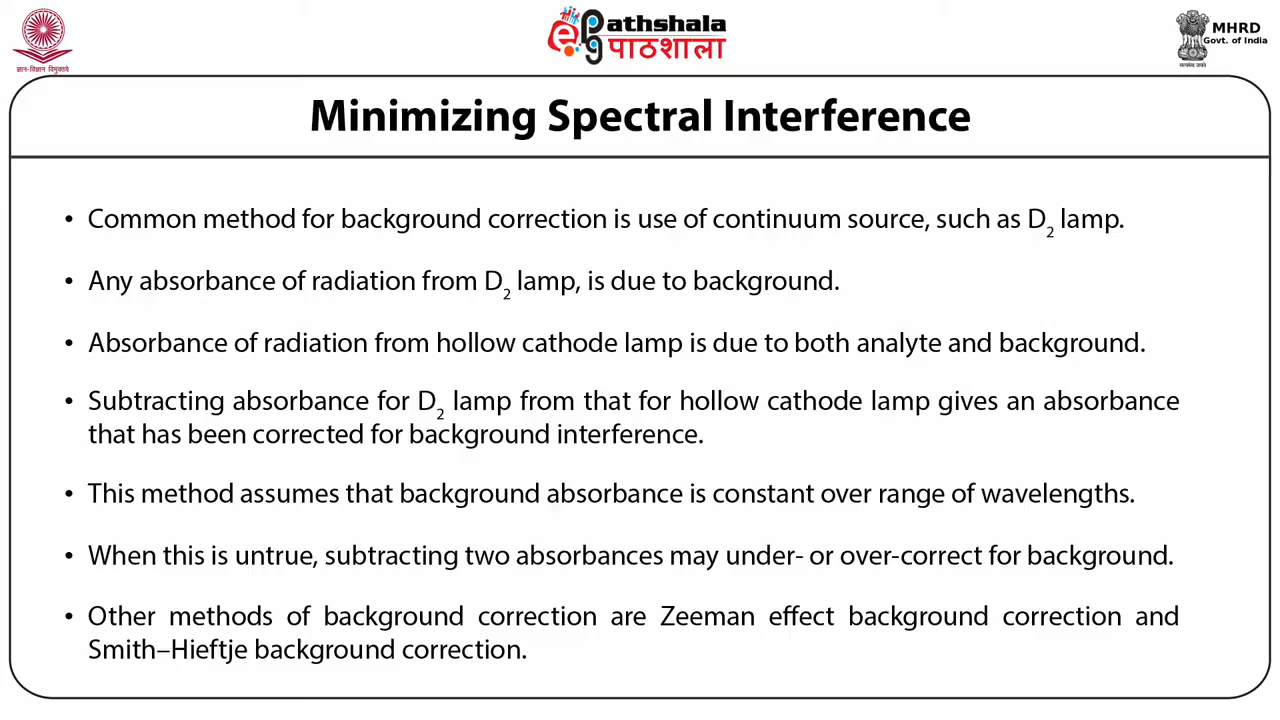 ज्ञान-विज्ञान विमुक्तये
ePathshala
पाठशाला
सत्यमेव जयते
MHRD
Govt. of India
Minimizing Spectral Interference
• Common method for background correction is use of continuum source, such as D2 lamp.
• Any absorbance of radiation from D2 lamp, is due to background.
• Absorbance of radiation from hollow cathode lamp is due to both analyte and background.
• Subtracting absorbance for D2 lamp from that for hollow cathode lamp gives an absorbance
that has been corrected for background interference.
• This method assumes that background absorbance is constant over range of wavelengths.
• When this is untrue, subtracting two absorbances may under- or over-correct for background.
• Other methods of background correction are Zeeman effect background correction and
Smith–Hieftje background correction.